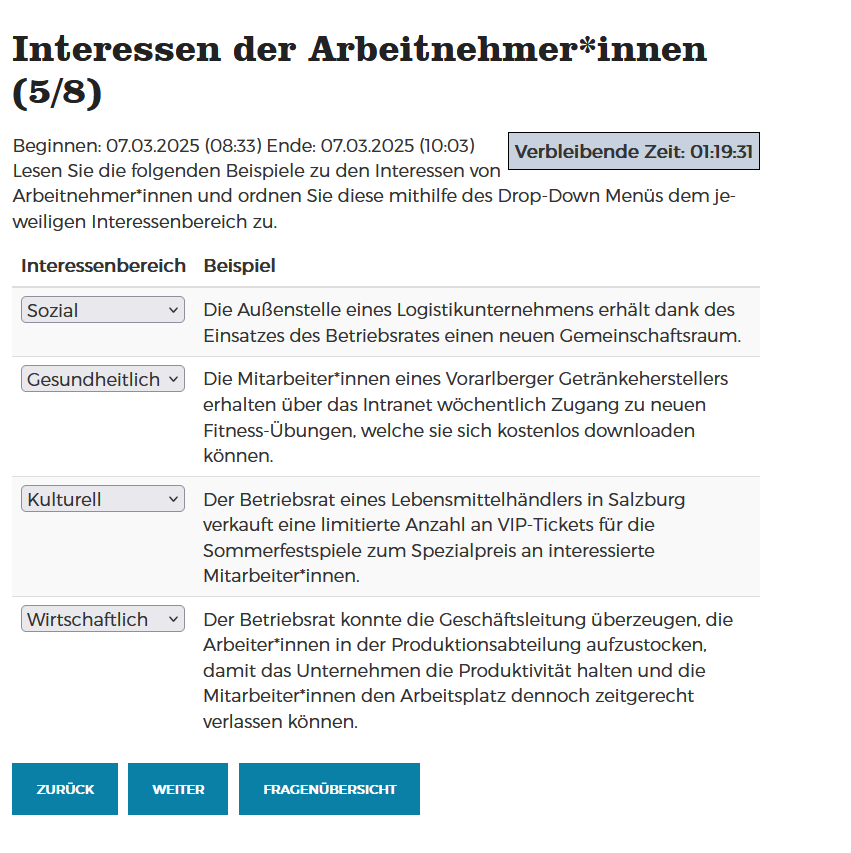 Interessen der Arbeitnehmer*innen
(5/8)
Beginnen: 07.03.2025 (08:33) Ende: 07.03.2025 (10:03)
Verbleibende Zeit: 01:19:31
Lesen Sie die folgenden Beispiele zu den Interessen von
Arbeitnehmer*innen und ordnen Sie diese mithilfe des Drop-Down Menüs dem je-
weiligen Interessenbereich zu.
Interessenbereich Beispiel
Sozial
Die Außenstelle eines Logistikunternehmens erhält dank des
Einsatzes des Betriebsrates einen neuen Gemeinschaftsraum.
Gesundheitlich
Die Mitarbeiter*innen eines Vorarlberger Getränkeherstellers
erhalten über das Intranet wöchentlich Zugang zu neuen
Fitness-Übungen, welche sie sich kostenlos downloaden
können.
Kulturell
Der Betriebsrat eines Lebensmittelhändlers in Salzburg
verkauft eine limitierte Anzahl an VIP-Tickets für die
Sommerfestspiele zum Spezialpreis an interessierte
Mitarbeiter*innen.
Wirtschaftlich
Der Betriebsrat konnte die Geschäftsleitung überzeugen, die
Arbeiter*innen in der Produktionsabteilung aufzustocken,
damit das Unternehmen die Produktivität halten und die
Mitarbeiter*innen den Arbeitsplatz dennoch zeitgerecht
verlassen können.
ZURÜCK WEITER FRAGENÜBERSICHT